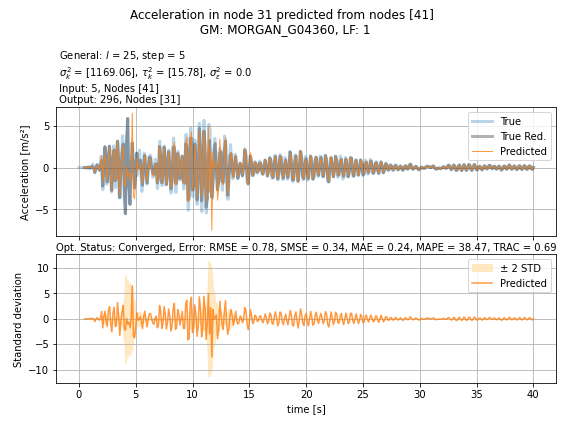 Acceleration in node 31 predicted from nodes [41]
GM: MORGAN_G04360, LF: 1
General: l = 25, step = 5
σ²ₖ = [1169.06], τ²ₖ = [15.78], σ²ε = 0.0
Input: 5, Nodes [41]
Output: 296, Nodes [31]
True
True Red.
Predicted
5
0
−5
Acceleration [m/s²]
Opt. Status: Converged, Error: RMSE = 0.78, SMSE = 0.34, MAE = 0.24, MAPE = 38.47, TRAC = 0.69
± 2 STD
Predicted
10
5
0
−5
−10
Standard deviation
0 5 10 15 20 25 30 35 40
time [s]